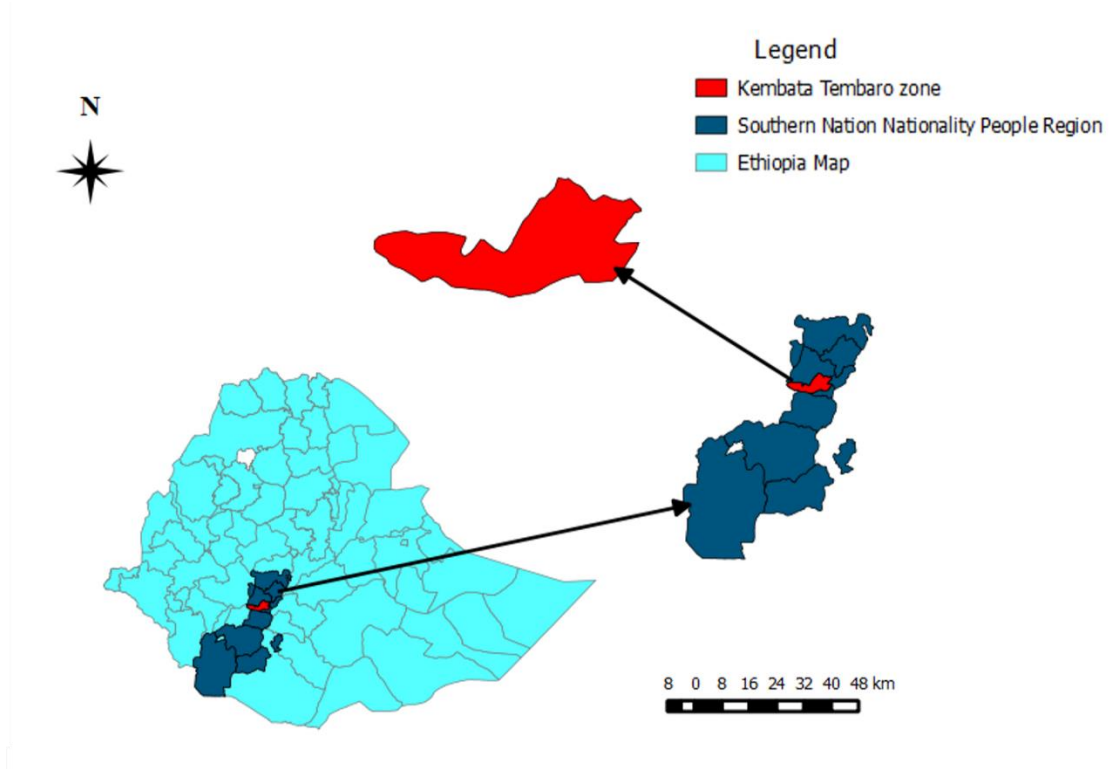 Legend
N
Kembata Tembaro zone
Southern Nation Nationality People Region
Ethiopia Map
8 0 8 16 24 32 40 48 km